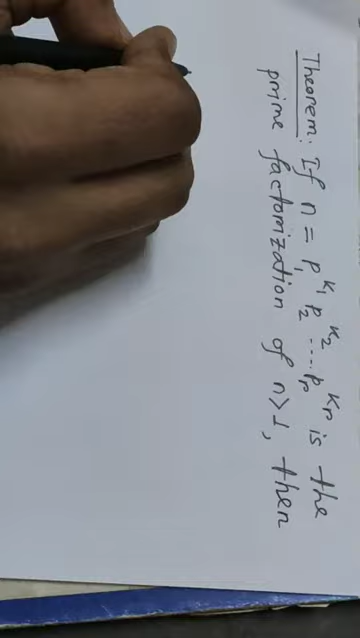 Theorem: If n = p₁^k₁ p₂^k₂ .... pᵣ^kᵣ is the
prime factorization of n>1, then